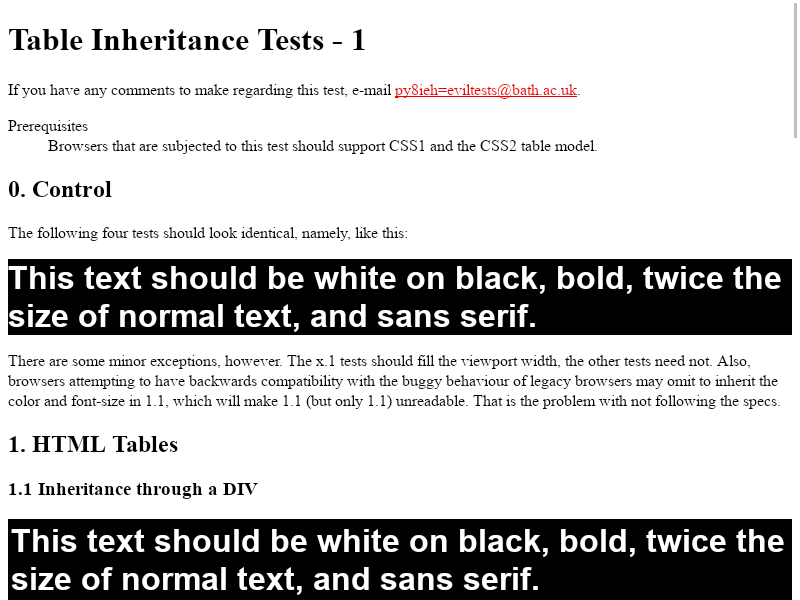 Table Inheritance Tests - 1
If you have any comments to make regarding this test, e-mail py8ieh=eviltests@bath.ac.uk.
Prerequisites
Browsers that are subjected to this test should support CSS1 and the CSS2 table model.
0. Control
The following four tests should look identical, namely, like this:
This text should be white on black, bold, twice the
size of normal text, and sans serif.
There are some minor exceptions, however. The x.1 tests should fill the viewport width, the other tests need not. Also,
browsers attempting to have backwards compatibility with the buggy behaviour of legacy browsers may omit to inherit the
color and font-size in 1.1, which will make 1.1 (but only 1.1) unreadable. That is the problem with not following the specs.
1. HTML Tables
1.1 Inheritance through a DIV
This text should be white on black, bold, twice the
size of normal text, and sans serif.